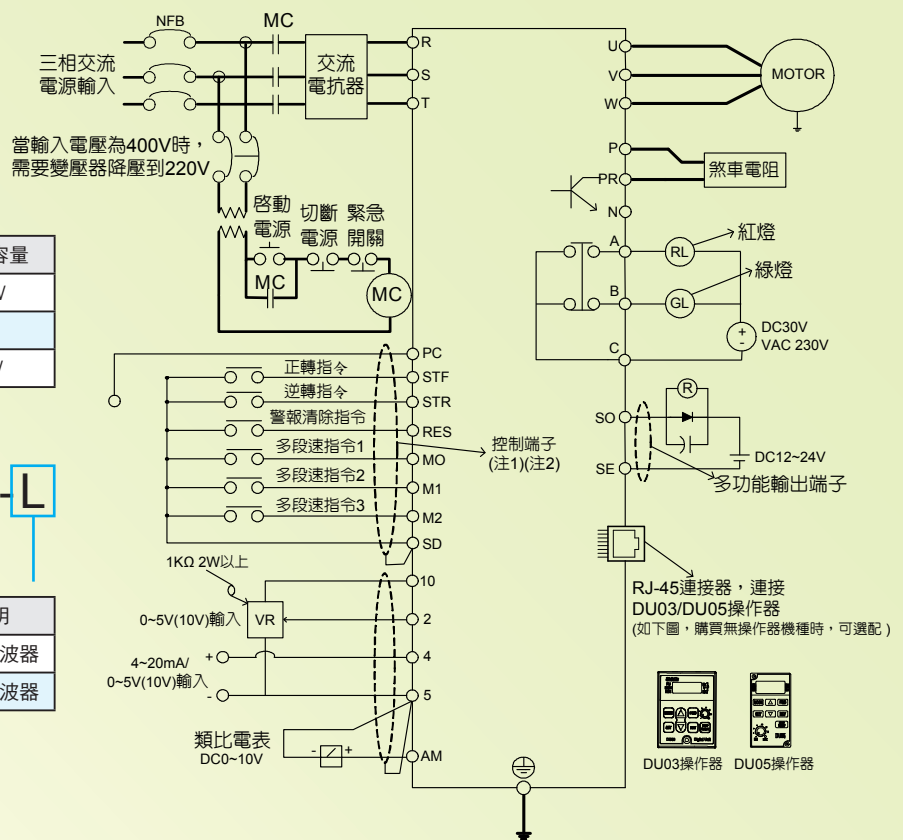 NFB
MC
三相交流
電源輸入
交流
電抗器
R
S
T
U
V
W
MOTOR
當輸入電壓為400V時，
需要變壓器降壓到220V
P
PR
N
煞車電阻
啓動
電源
切斷
電源
緊急
開關
MC
MC
A
B
C
RL
GL
紅燈
綠燈
+
-
DC30V
VAC 230V
容量
明
波器
波器
L
PC
正轉指令
STF
逆轉指令
STR
警報清除指令
RES
多段速指令1
MO
多段速指令2
M1
多段速指令3
M2
SD
控制端子
(注1)(注2)
SO
SE
R
DC12~24V
多功能輸出端子
1KΩ 2W以上
10
0~5V(10V)輸入
VR
2
4~20mA/
0~5V(10V)輸入
+
-
4
5
類比電表
DC0~10V
- +
AM
RJ-45連接器，連接
DU03/DU05操作器
(如下圖，購買無操作器機種時，可選配)
DU03操作器
DU05操作器